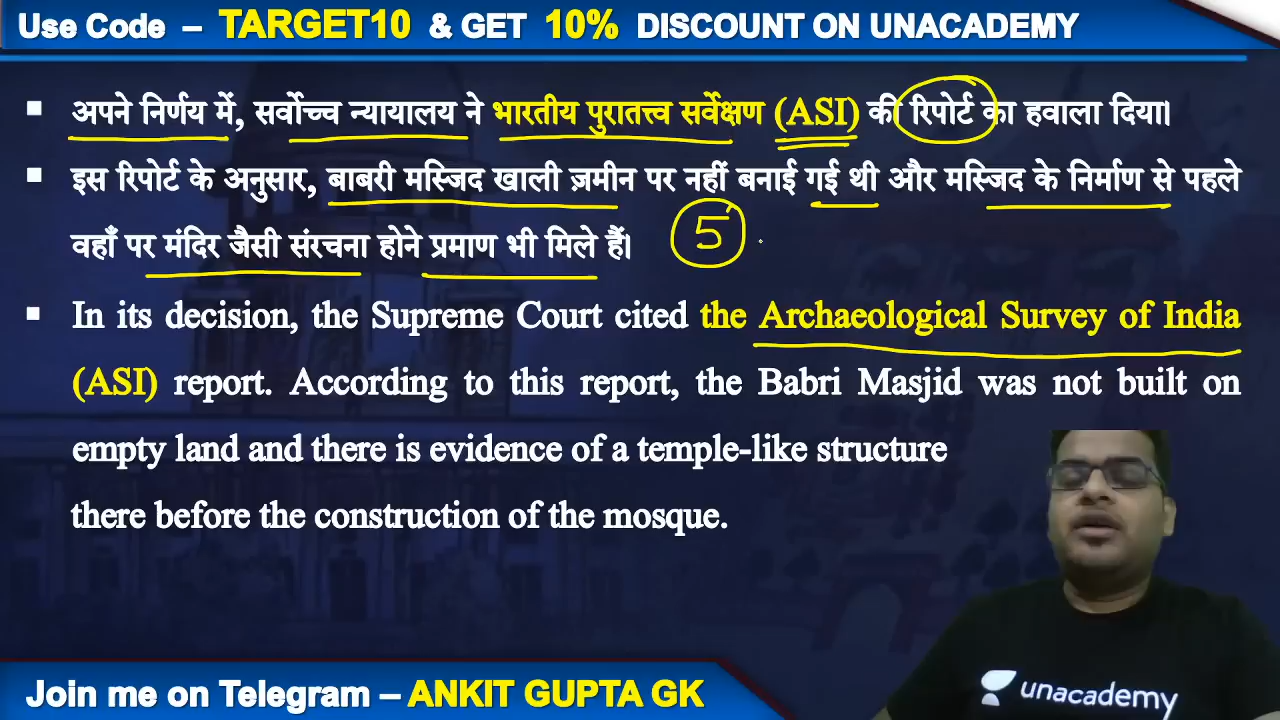 Use Code – TARGET10 & GET 10% DISCOUNT ON UNACADEMY
अपने निर्णय में, सर्वोच्च न्यायालय ने भारतीय पुरातत्त्व सर्वेक्षण (ASI) की रिपोर्ट का हवाला दिया।
इस रिपोर्ट के अनुसार, बाबरी मस्जिद खाली ज़मीन पर नहीं बनाई गई थी और मस्जिद के निर्माण से पहले
वहाँ पर मंदिर जैसी संरचना होने प्रमाण भी मिले हैं।
5
In its decision, the Supreme Court cited the Archaeological Survey of India
(ASI) report. According to this report, the Babri Masjid was not built on
empty land and there is evidence of a temple-like structure
there before the construction of the mosque.
unacademy
Join me on Telegram – ANKIT GUPTA GK